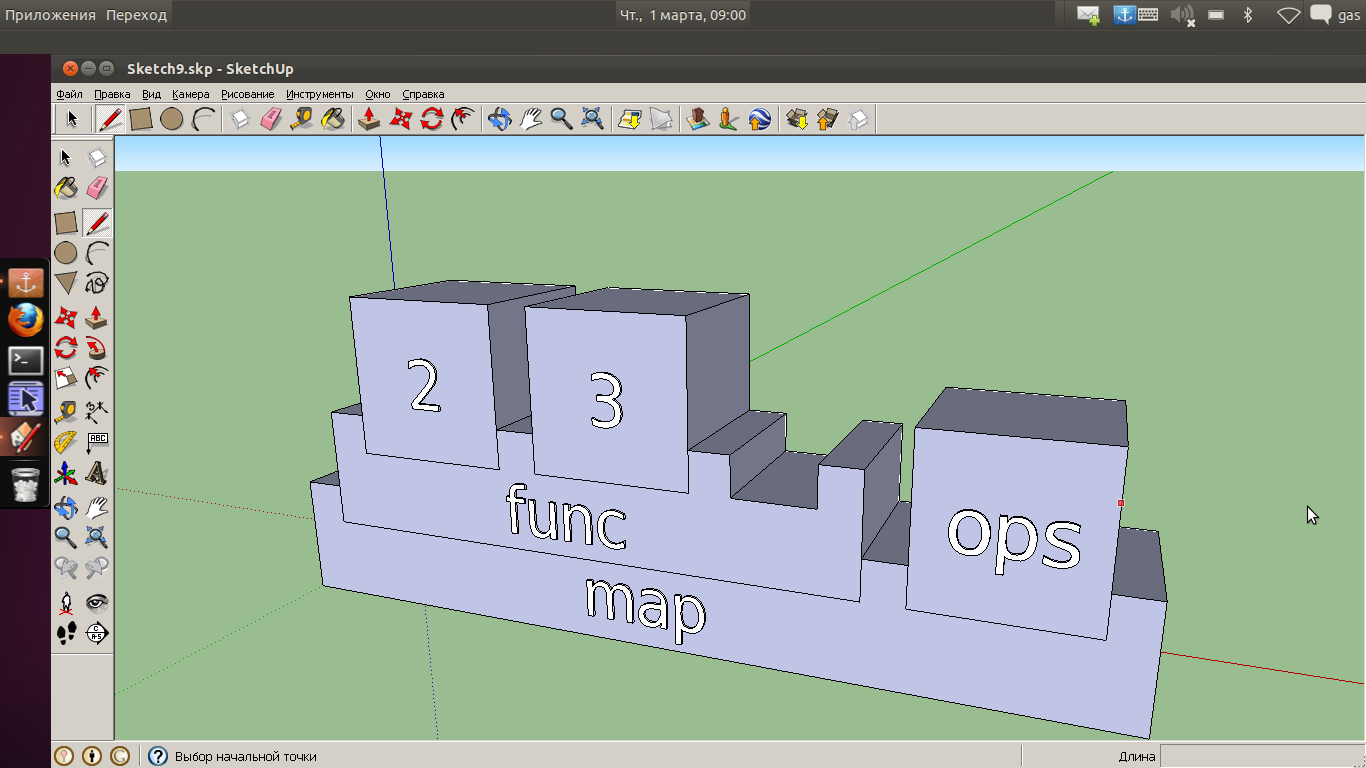 Приложения Переход Чт., 1 марта, 09:00 gas
Sketch9.skp - SketchUp
Файл Правка Вид Камера Рисование Инструменты Окно Справка
ABC
2 3
func
ops
map
Выбор начальной точки Длина